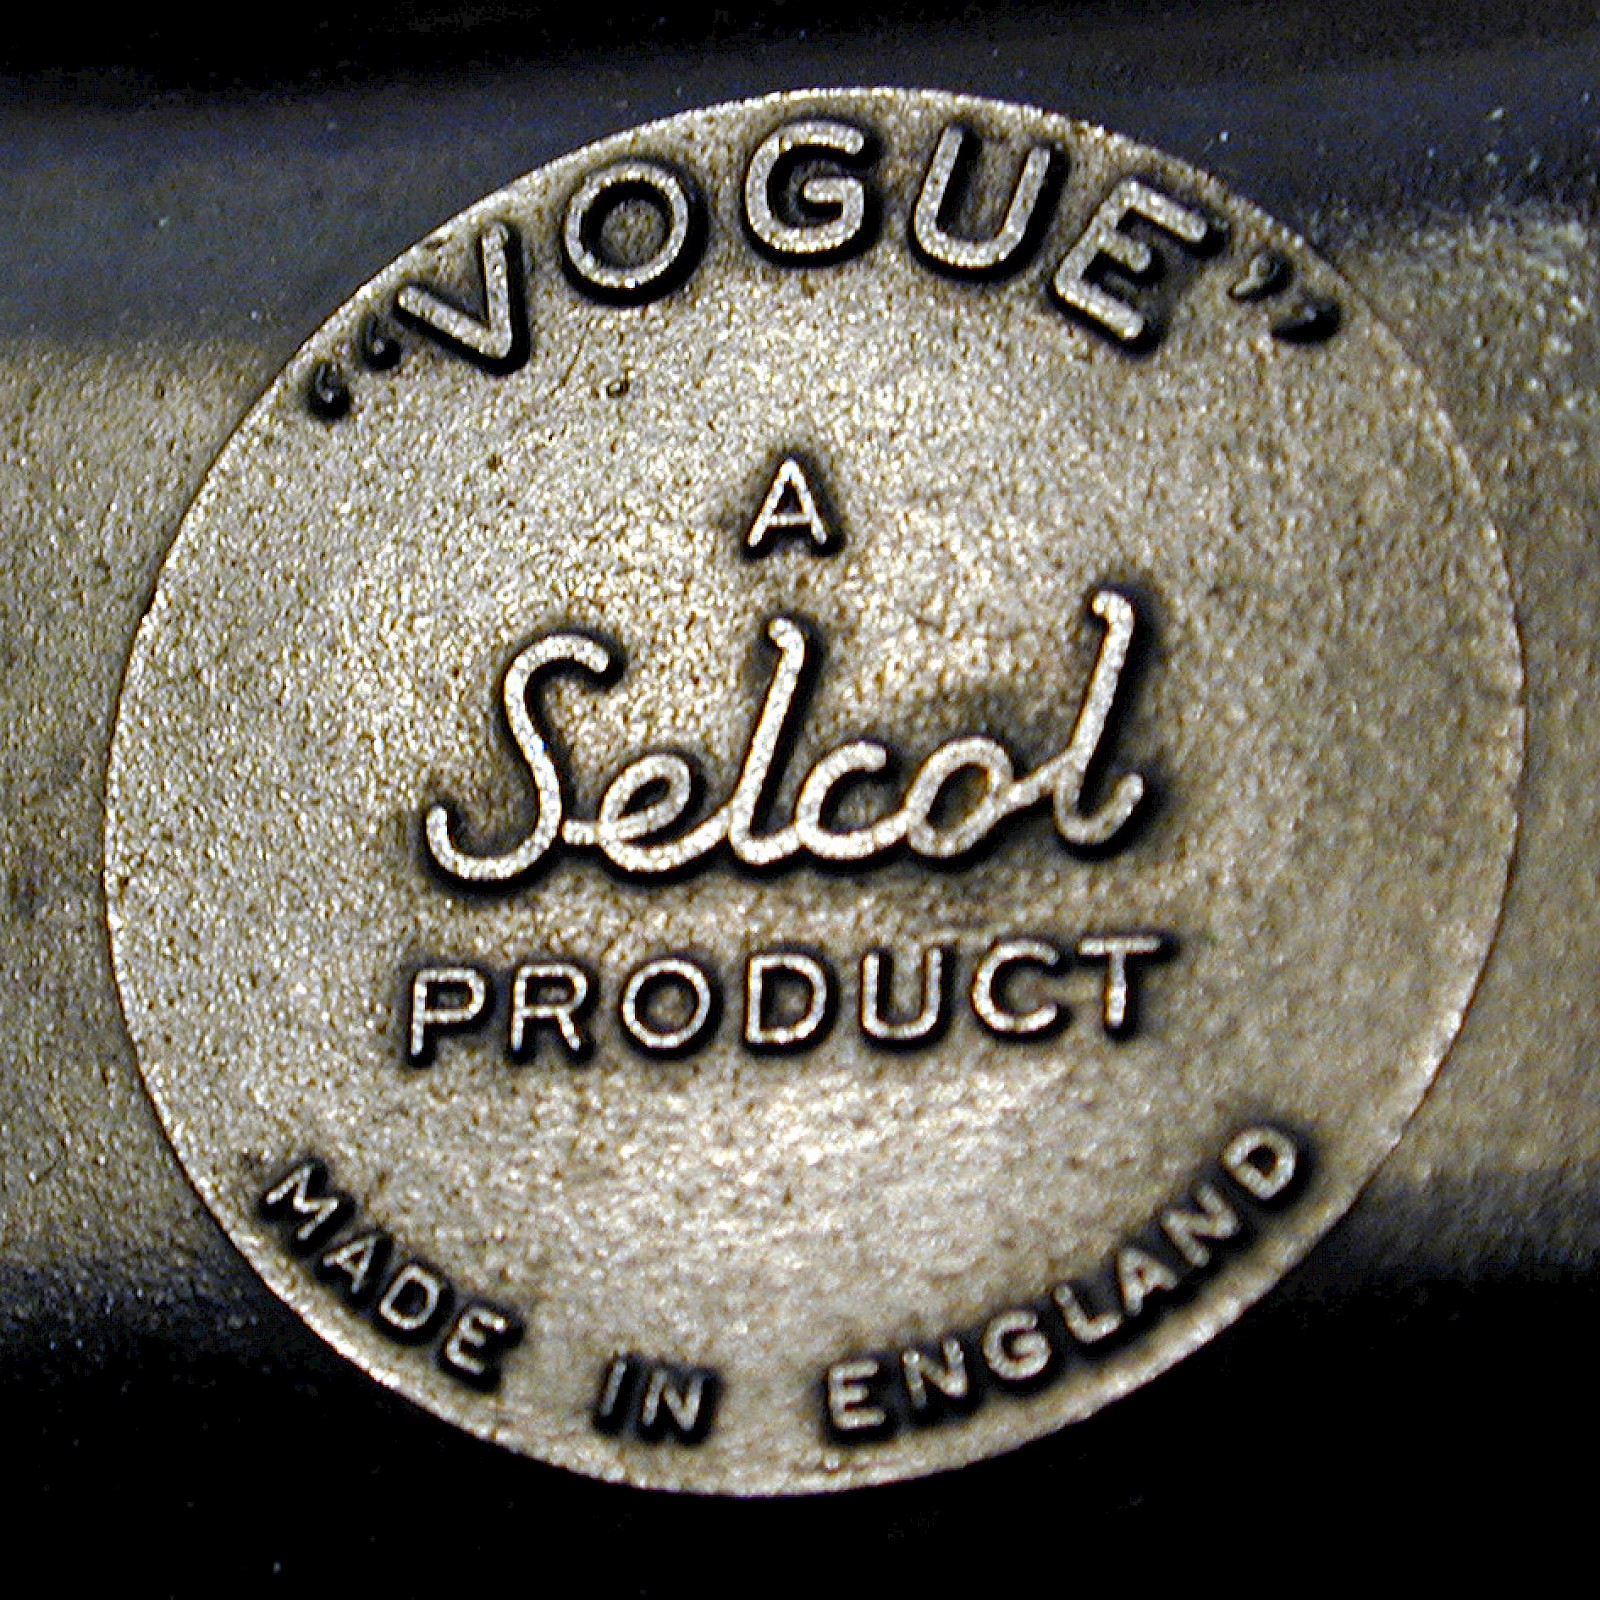 “VOGUE”
A
Selcol
PRODUCT
MADE IN ENGLAND